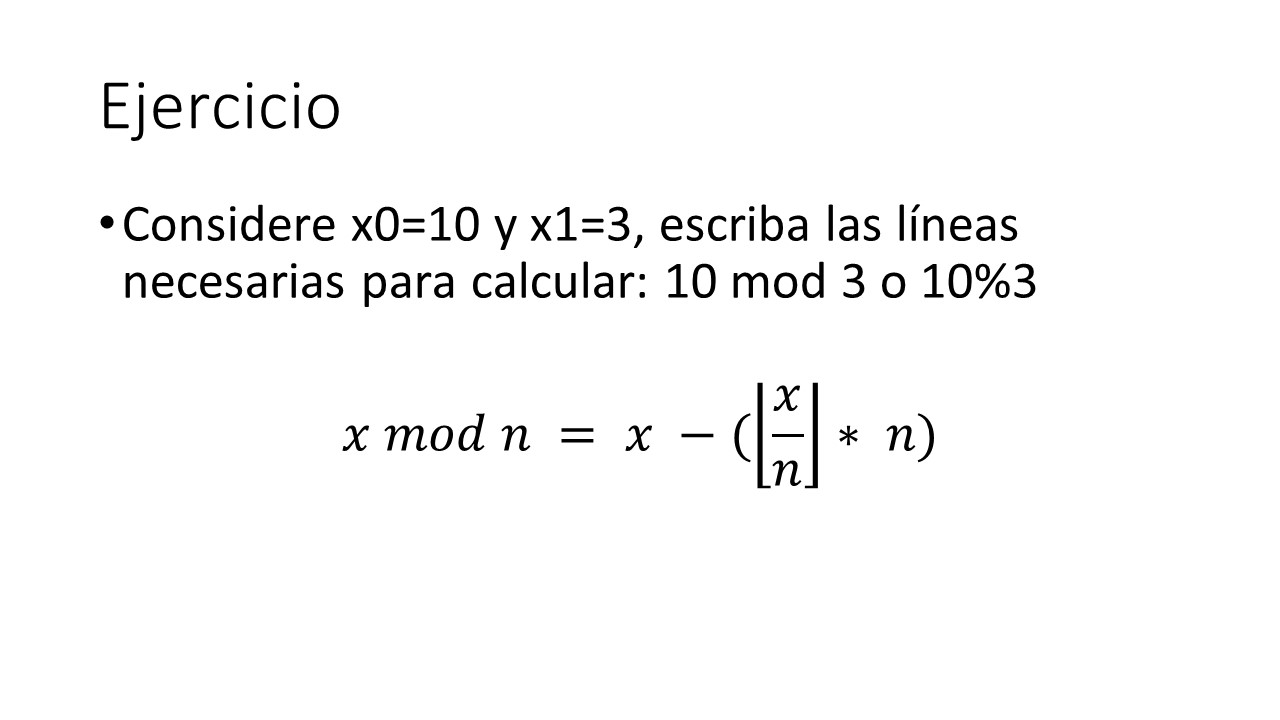 Ejercicio
•Considere x0=10 y x1=3, escriba las líneas
necesarias para calcular: 10 mod 3 o 10%3
𝑥 𝑚𝑜𝑑 𝑛 = 𝑥 −(⌊𝑥/𝑛⌋ ∗ 𝑛)